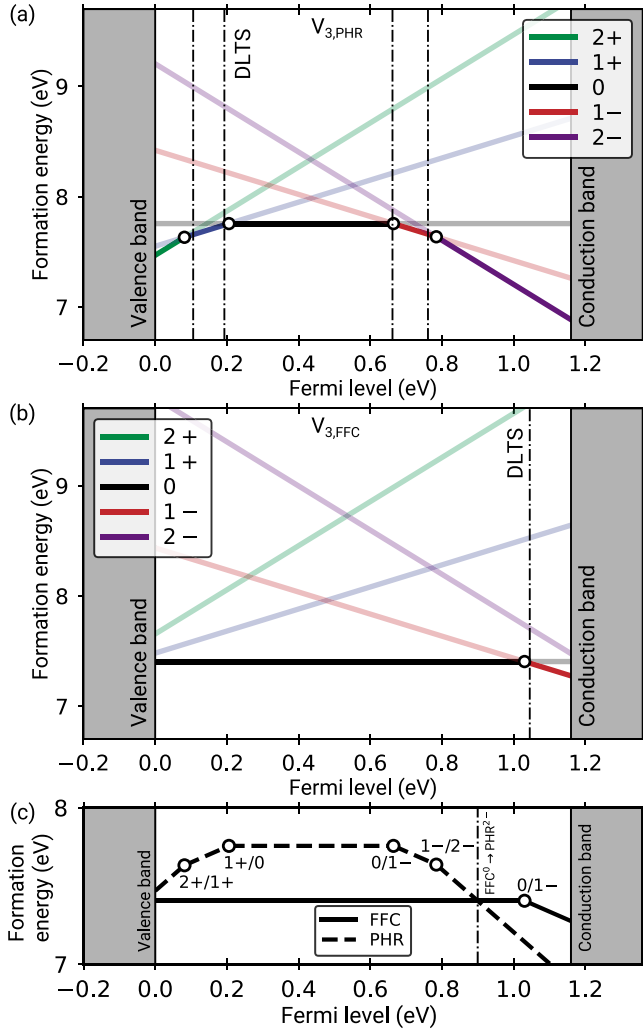 (a)
V3,PHR
DLTS
2+
1+
0
1−
2−
9
8
7
Formation energy (eV)
Valence band
Conduction band
−0.2 0.0 0.2 0.4 0.6 0.8 1.0 1.2
Fermi level (eV)
(b)
V3,FFC
DLTS
2+
1+
0
1−
2−
9
8
7
Formation energy (eV)
Valence band
Conduction band
−0.2 0.0 0.2 0.4 0.6 0.8 1.0 1.2
Fermi level (eV)
(c)
8
7
Formation
energy (eV)
Valence band
2+/1+
1+/0
0/1−
1−/2−
FFC⁰→PHR²⁻
0/1−
Conduction band
FFC
PHR
−0.2 0.0 0.2 0.4 0.6 0.8 1.0 1.2
Fermi level (eV)